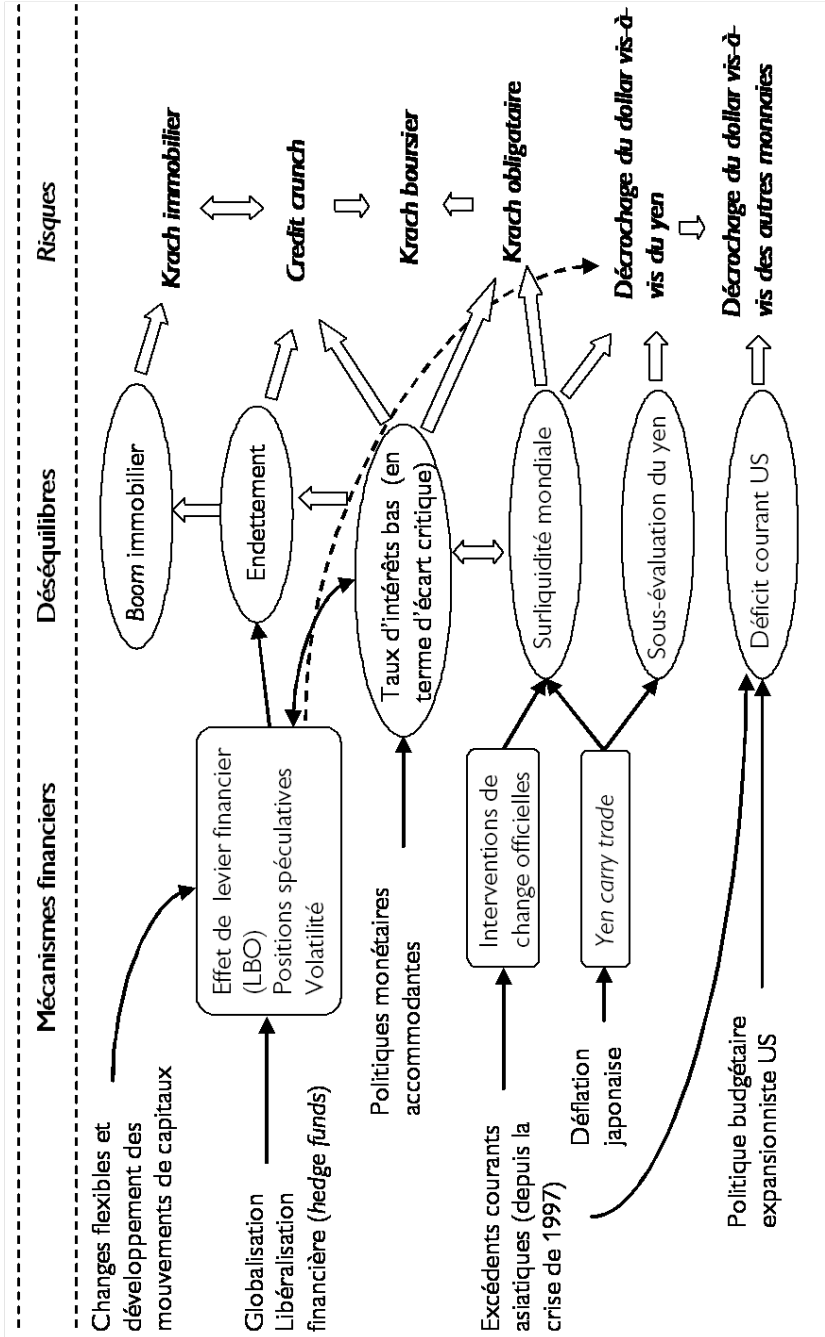 Mécanismes financiers
Déséquilibres
Risques
Changes flexibles et
développement des
mouvements de capitaux
Globalisation
Libéralisation
financière (hedge funds)
Effet de levier financier
(LBO)
Positions spéculatives
Volatilité
Politiques monétaires
accommodantes
Excédents courants
asiatiques (depuis la
crise de 1997)
Interventions de
change officielles
Déflation
japonaise
Yen carry trade
Politique budgétaire
expansionniste US
Boom immobilier
Endettement
Taux d'intérêts bas (en
terme d'écart critique)
Surliquidité mondiale
Sous-évaluation du yen
Déficit courant US
Krach immobilier
Credit crunch
Krach boursier
Krach obligataire
Décrochage du dollar vis-à-
vis du yen
Décrochage du dollar vis-à-
vis des autres monnaies